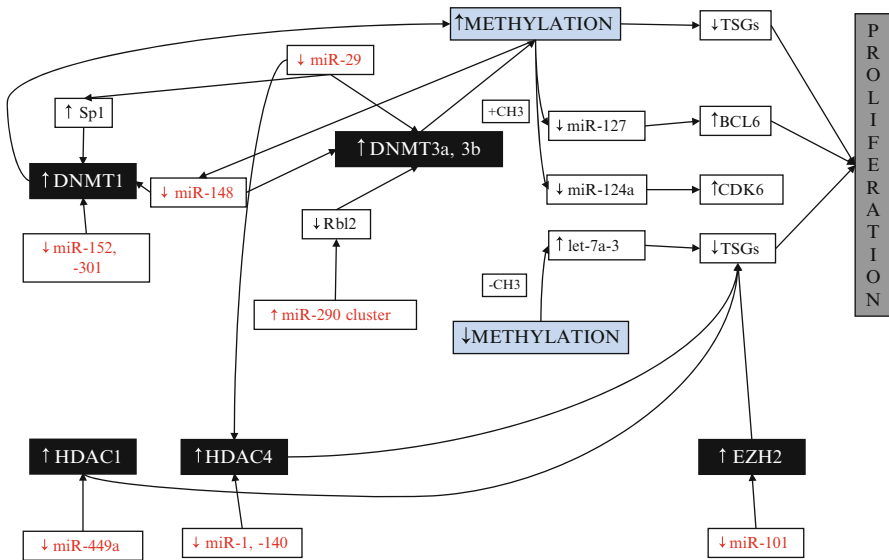 ↑METHYLATION
↓TSGs
PROLIFERATION
↓ miR-29
↑ Sp1
+CH3
↓ miR-127
↑BCL6
↑ DNMT3a, 3b
↑DNMT1
↓ miR-148
↓ miR-124a
↑CDK6
↓Rbl2
↓miR-152,
-301
↑ let-7a-3
↓TSGs
-CH3
↑ miR-290 cluster
↓METHYLATION
↑HDAC1
↑HDAC4
↑ EZH2
↓ miR-449a
↓ miR-1, -140
↓miR-101